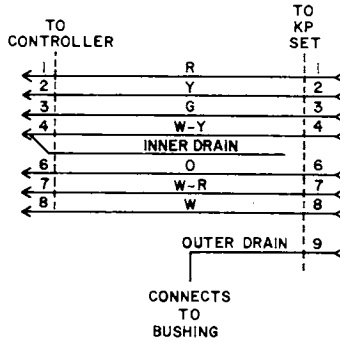 TO
CONTROLLER
TO
KP
SET
1 R 1
2 Y 2
3 G 3
4 W-Y 4
INNER DRAIN
6 O 6
7 W-R 7
8 W 8
OUTER DRAIN 9
CONNECTS
TO
BUSHING